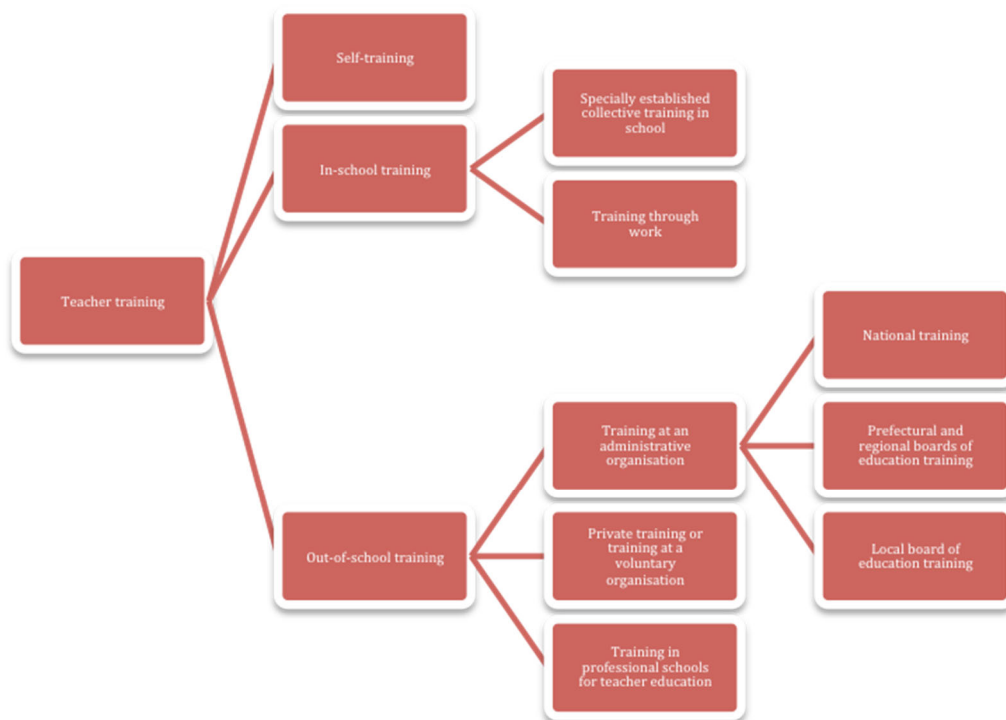 Self-training
Specially established
collective training in
school
In-school training
Training through
work
Teacher training
National training
Training at an
administrative
organisation
Prefectural and
regional boards of
education training
Private training or
training at a
voluntary
organisation
Local board of
education training
Out-of-school training
Training in
professional schools
for teacher education